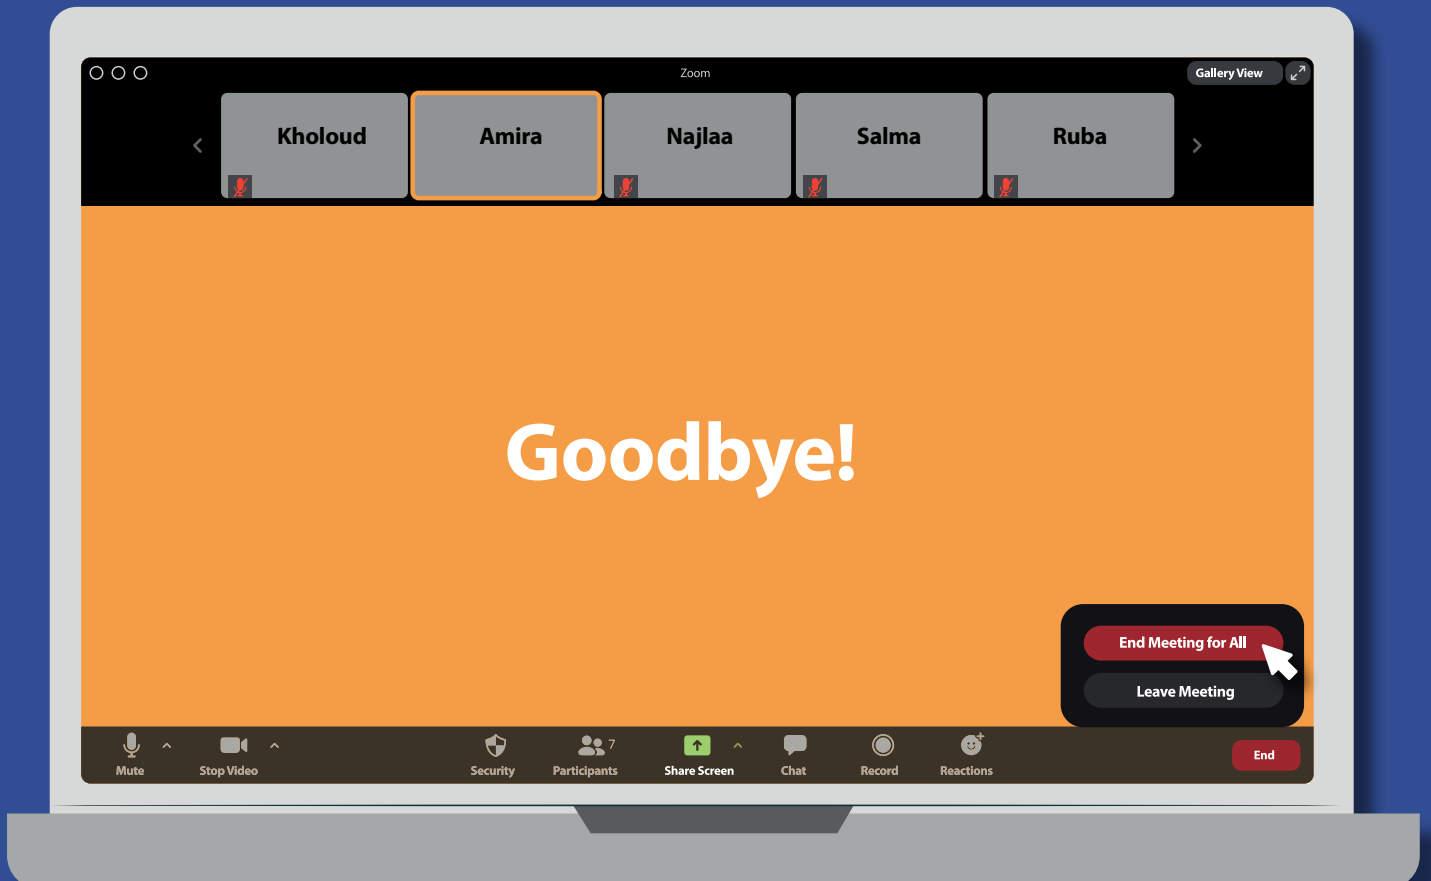 Zoom
Gallery View
Kholoud
Amira
Najlaa
Salma
Ruba
Goodbye!
End Meeting for All
Leave Meeting
7
Mute
Stop Video
Security
Participants
Share Screen
Chat
Record
Reactions
End